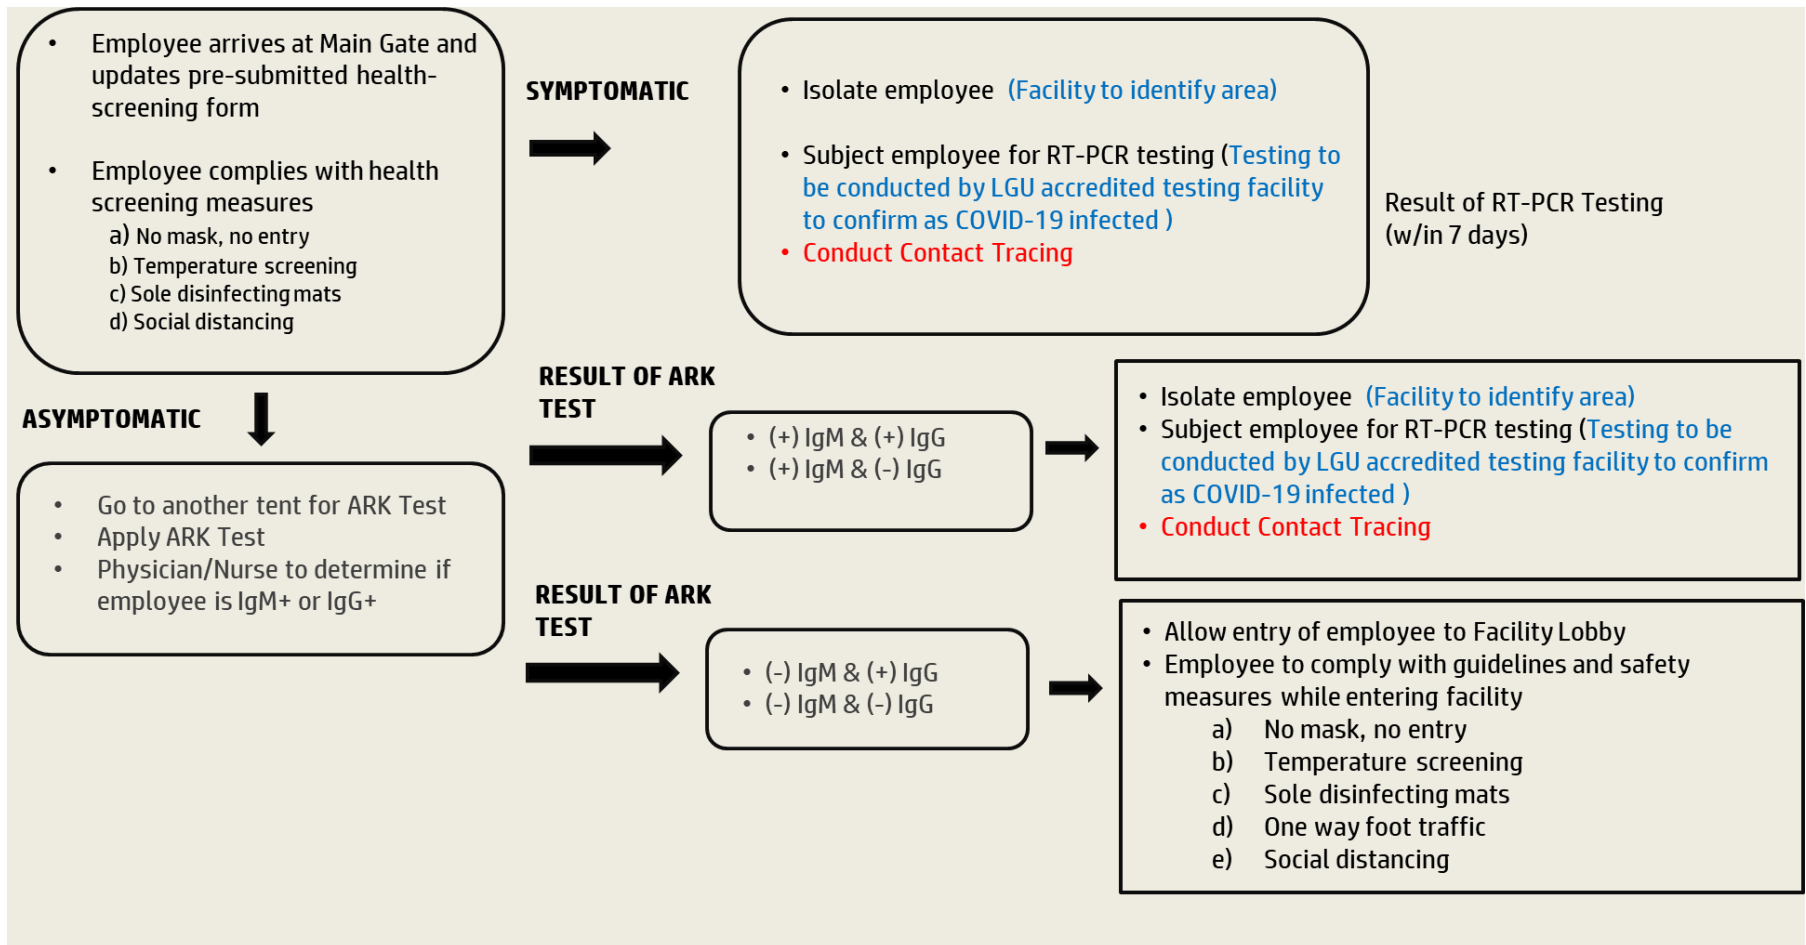 • Employee arrives at Main Gate and
updates pre-submitted health-
screening form
• Employee complies with health
screening measures
a) No mask, no entry
b) Temperature screening
c) Sole disinfecting mats
d) Social distancing
SYMPTOMATIC
• Isolate employee (Facility to identify area)
• Subject employee for RT-PCR testing (Testing to
be conducted by LGU accredited testing facility
to confirm as COVID-19 infected )
• Conduct Contact Tracing
Result of RT-PCR Testing
(w/in 7 days)
ASYMPTOMATIC
• Go to another tent for ARK Test
• Apply ARK Test
• Physician/Nurse to determine if
employee is IgM+ or IgG+
RESULT OF ARK
TEST
• (+) IgM & (+) IgG
• (+) IgM & (-) IgG
• Isolate employee (Facility to identify area)
• Subject employee for RT-PCR testing (Testing to be
conducted by LGU accredited testing facility to confirm
as COVID-19 infected )
• Conduct Contact Tracing
RESULT OF ARK
TEST
• (-) IgM & (+) IgG
• (-) IgM & (-) IgG
• Allow entry of employee to Facility Lobby
• Employee to comply with guidelines and safety
measures while entering facility
a) No mask, no entry
b) Temperature screening
c) Sole disinfecting mats
d) One way foot traffic
e) Social distancing